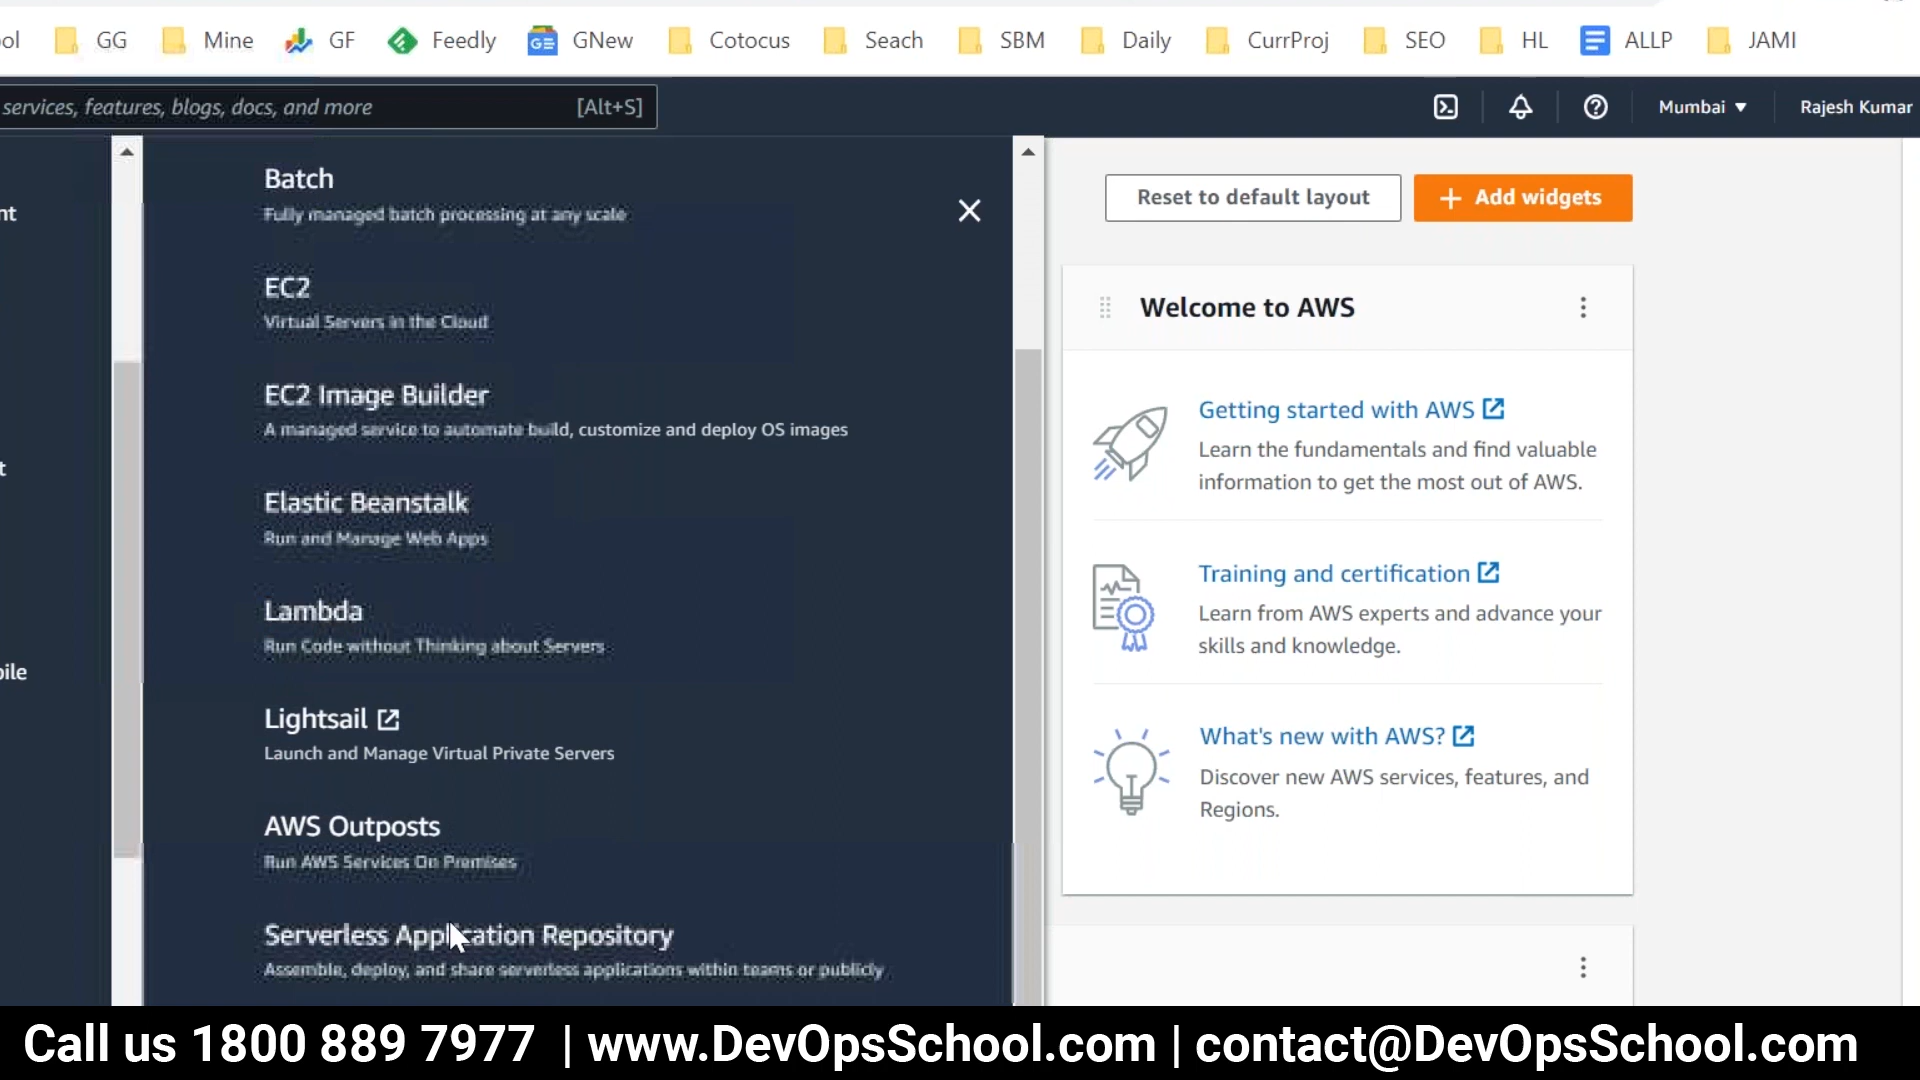 ol GG Mine GF Feedly GNew Cotocus Seach SBM Daily CurrProj SEO HL ALLP JAMI
services, features, blogs, docs, and more [Alt+S] Mumbai ▼ Rajesh Kumar
nt
t
bile
Batch
Fully managed batch processing at any scale
EC2
Virtual Servers in the Cloud
EC2 Image Builder
A managed service to automate build, customize and deploy OS images
Elastic Beanstalk
Run and Manage Web Apps
Lambda
Run Code without Thinking about Servers
Lightsail
Launch and Manage Virtual Private Servers
AWS Outposts
Run AWS Services On Premises
Serverless Application Repository
Assemble, deploy, and share serverless applications within teams or publicly
Reset to default layout + Add widgets
Welcome to AWS
Getting started with AWS
Learn the fundamentals and find valuable
information to get the most out of AWS.
Training and certification
Learn from AWS experts and advance your
skills and knowledge.
What's new with AWS?
Discover new AWS services, features, and
Regions.
Call us 1800 889 7977 | www.DevOpsSchool.com | contact@DevOpsSchool.com